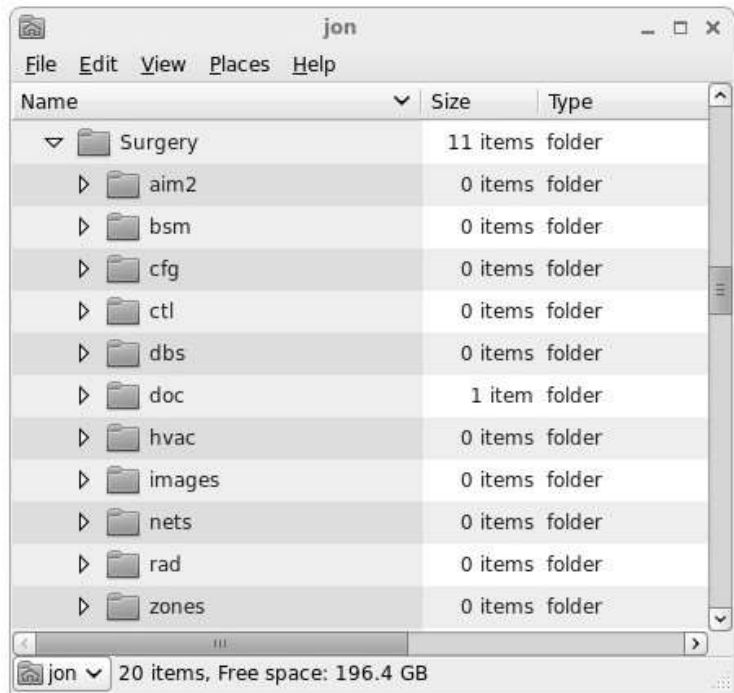 jon
File Edit View Places Help
Name Size Type
Surgery 11 items folder
aim2 0 items folder
bsm 0 items folder
cfg 0 items folder
ctl 0 items folder
dbs 0 items folder
doc 1 item folder
hvac 0 items folder
images 0 items folder
nets 0 items folder
rad 0 items folder
zones 0 items folder
jon 20 items, Free space: 196.4 GB